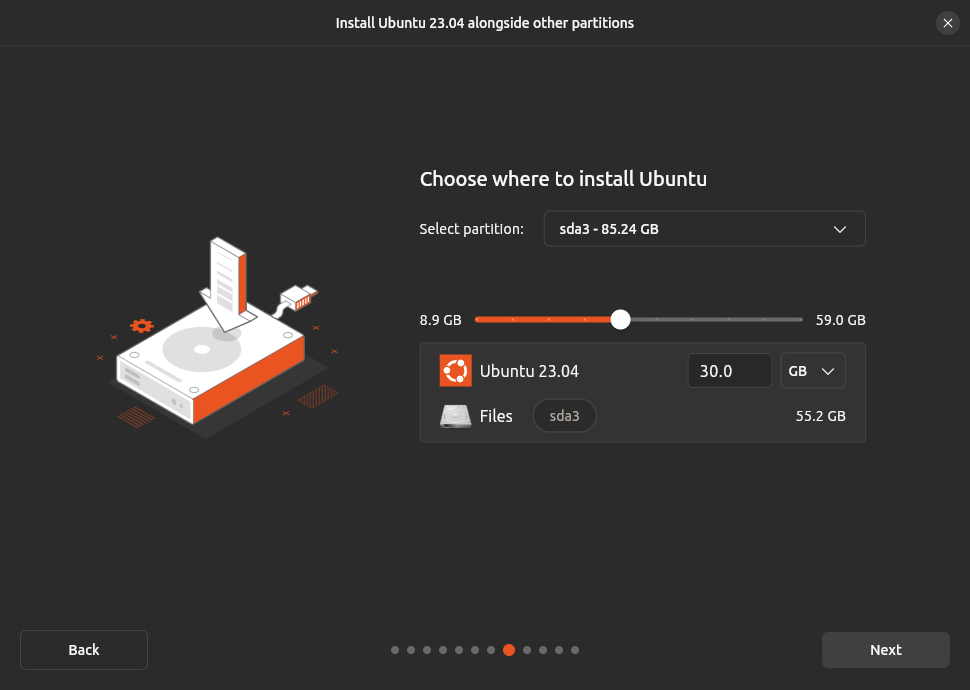 Install Ubuntu 23.04 alongside other partitions
Choose where to install Ubuntu
Select partition: sda3 - 85.24 GB
8.9 GB 59.0 GB
Ubuntu 23.04 30.0 GB
Files sda3 55.2 GB
Back Next